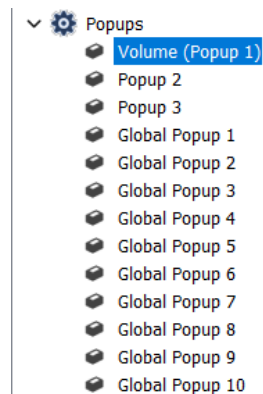 Popups
Volume (Popup 1)
Popup 2
Popup 3
Global Popup 1
Global Popup 2
Global Popup 3
Global Popup 4
Global Popup 5
Global Popup 6
Global Popup 7
Global Popup 8
Global Popup 9
Global Popup 10